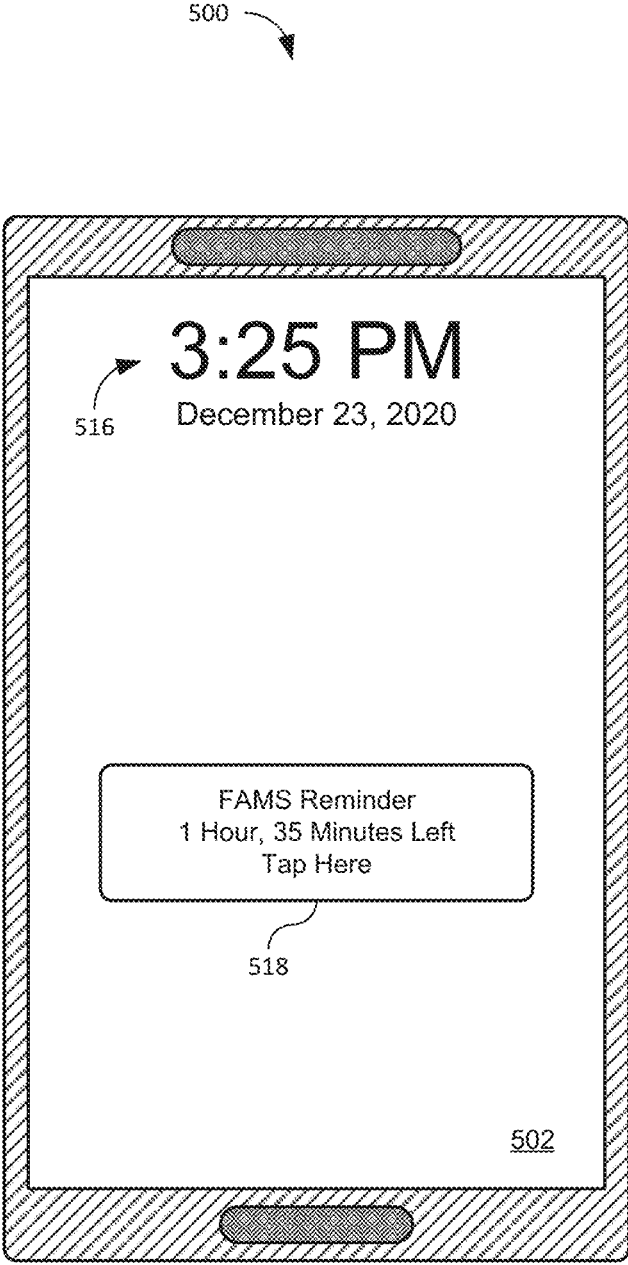 500
3:25 PM
516
December 23, 2020
FAMS Reminder
1 Hour, 35 Minutes Left
Tap Here
518
502